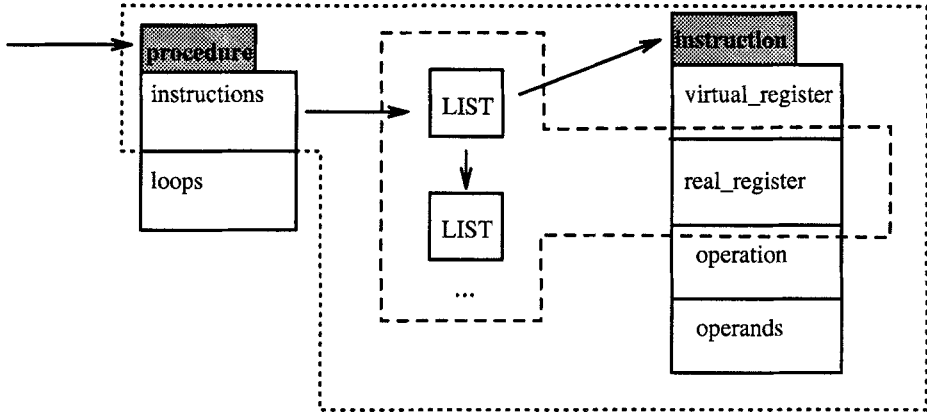 procedure
instructions
loops
LIST
LIST
...
instruction
virtual_register
real_register
operation
operands